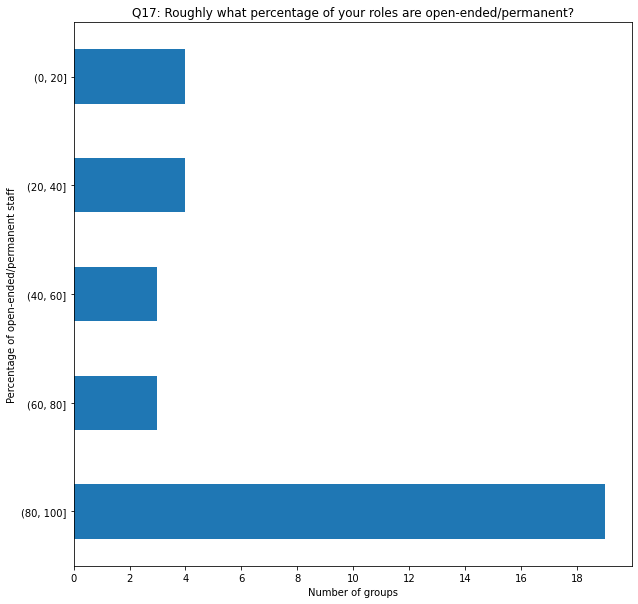 Q17: Roughly what percentage of your roles are open-ended/permanent?
Percentage of open-ended/permanent staff
(0, 20]
(20, 40]
(40, 60]
(60, 80]
(80, 100]
0 2 4 6 8 10 12 14 16 18
Number of groups